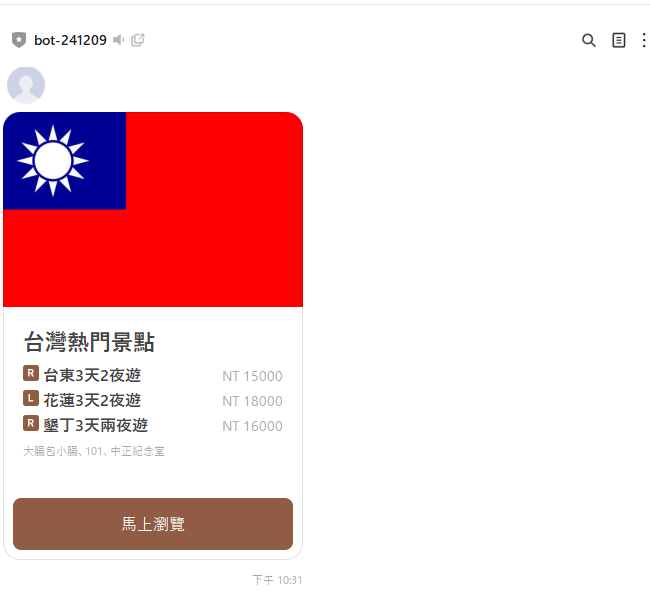 bot-241209
台灣熱門景點
R 台東3天2夜遊 NT 15000
L 花蓮3天2夜遊 NT 18000
R 墾丁3天兩夜遊 NT 16000
大腸包小腸、101、中正紀念室
馬上瀏覽
下午 10:31